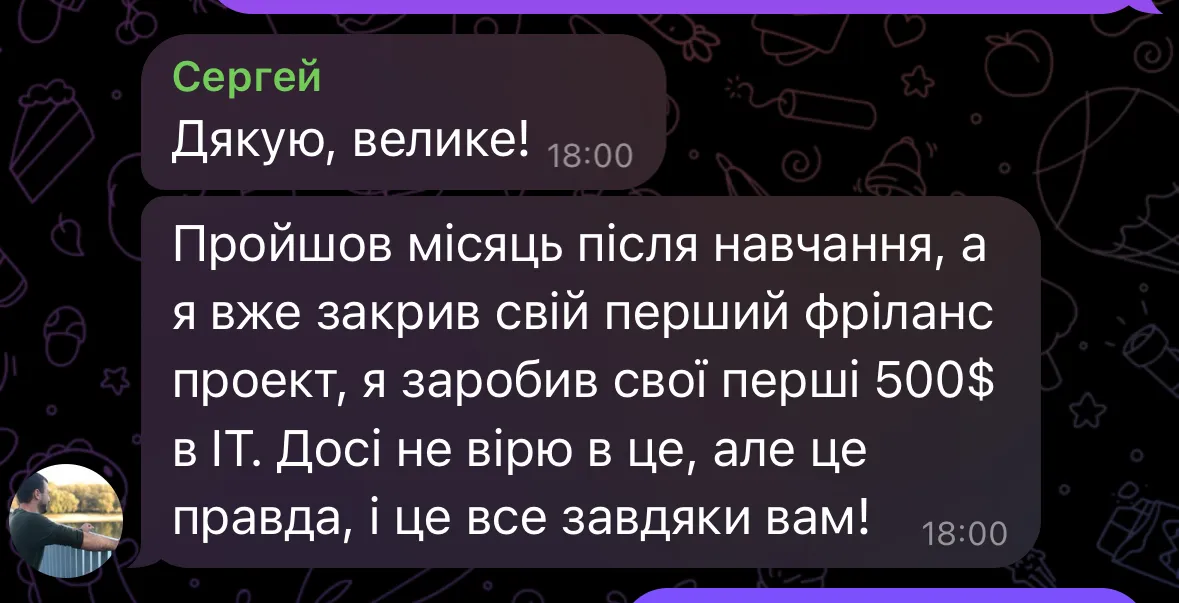 Сергей
Дякую, велике! 18:00
Пройшов місяць після навчання, а
я вже закрив свій перший фріланс
проект, я заробив свої перші 500$
в ІТ. Досі не вірю в це, але це
правда, і це все завдяки вам! 18:00